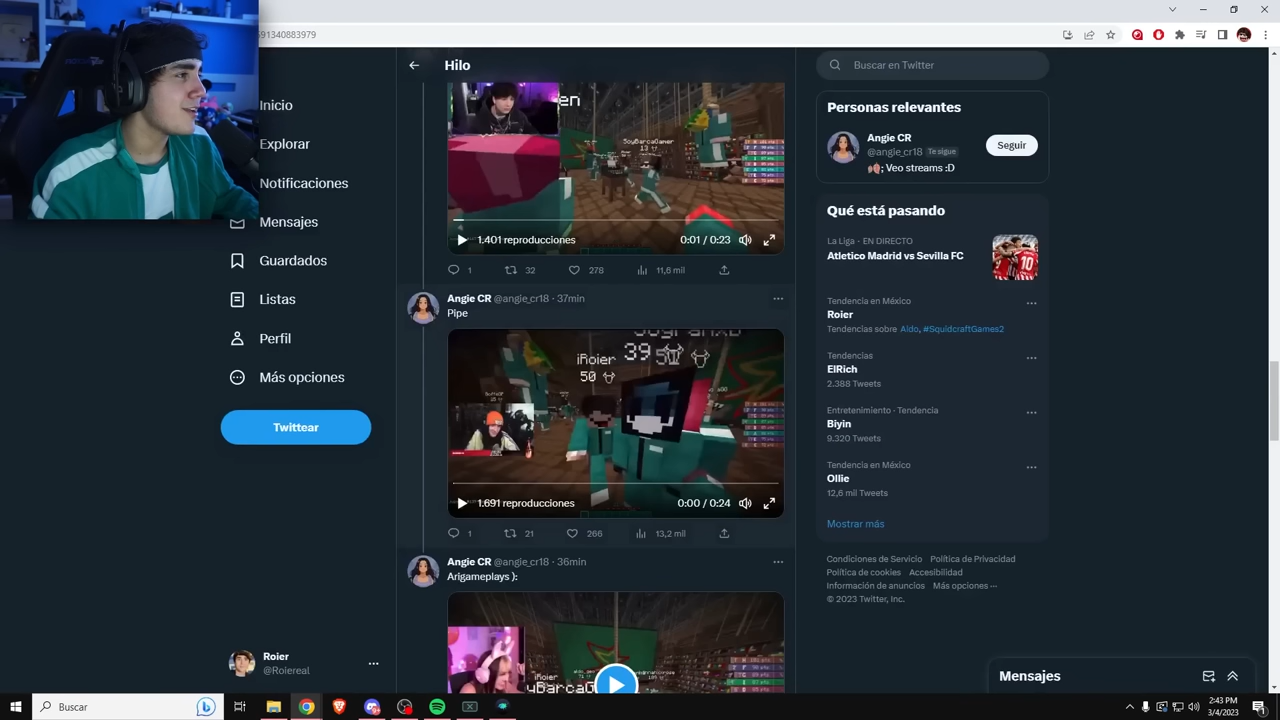 591340883979
Hilo
Buscar en Twitter
Inicio
Explorar
Notificaciones
Mensajes
Guardados
Listas
Perfil
Más opciones
Twittear
Roier
@Roiereal
en
SoyBarcaGamer
13
1.401 reproducciones
0:01 / 0:23
1 32 278 11,6 mil
Angie CR @angie_cr18 · 37min
Pipe
iRoier 39
50
1.691 reproducciones
0:00 / 0:24
1 21 266 13,2 mil
Angie CR @angie_cr18 · 36min
Arigameplays ):
Personas relevantes
Angie CR
@angie_cr18 Te sigue
Seguir
; Veo streams :D
Qué está pasando
La Liga · EN DIRECTO
Atletico Madrid vs Sevilla FC
Tendencia en México
Roier
Tendencias sobre Aldo, #SquidcraftGames2
Tendencias
ElRich
2.388 Tweets
Entretenimiento · Tendencia
Biyin
9.320 Tweets
Tendencia en México
Ollie
12,6 mil Tweets
Mostrar más
Condiciones de Servicio Política de Privacidad
Política de cookies Accesibilidad
Información de anuncios Más opciones ···
© 2023 Twitter, Inc.
Mensajes
Buscar
2:43 PM
3/4/2023